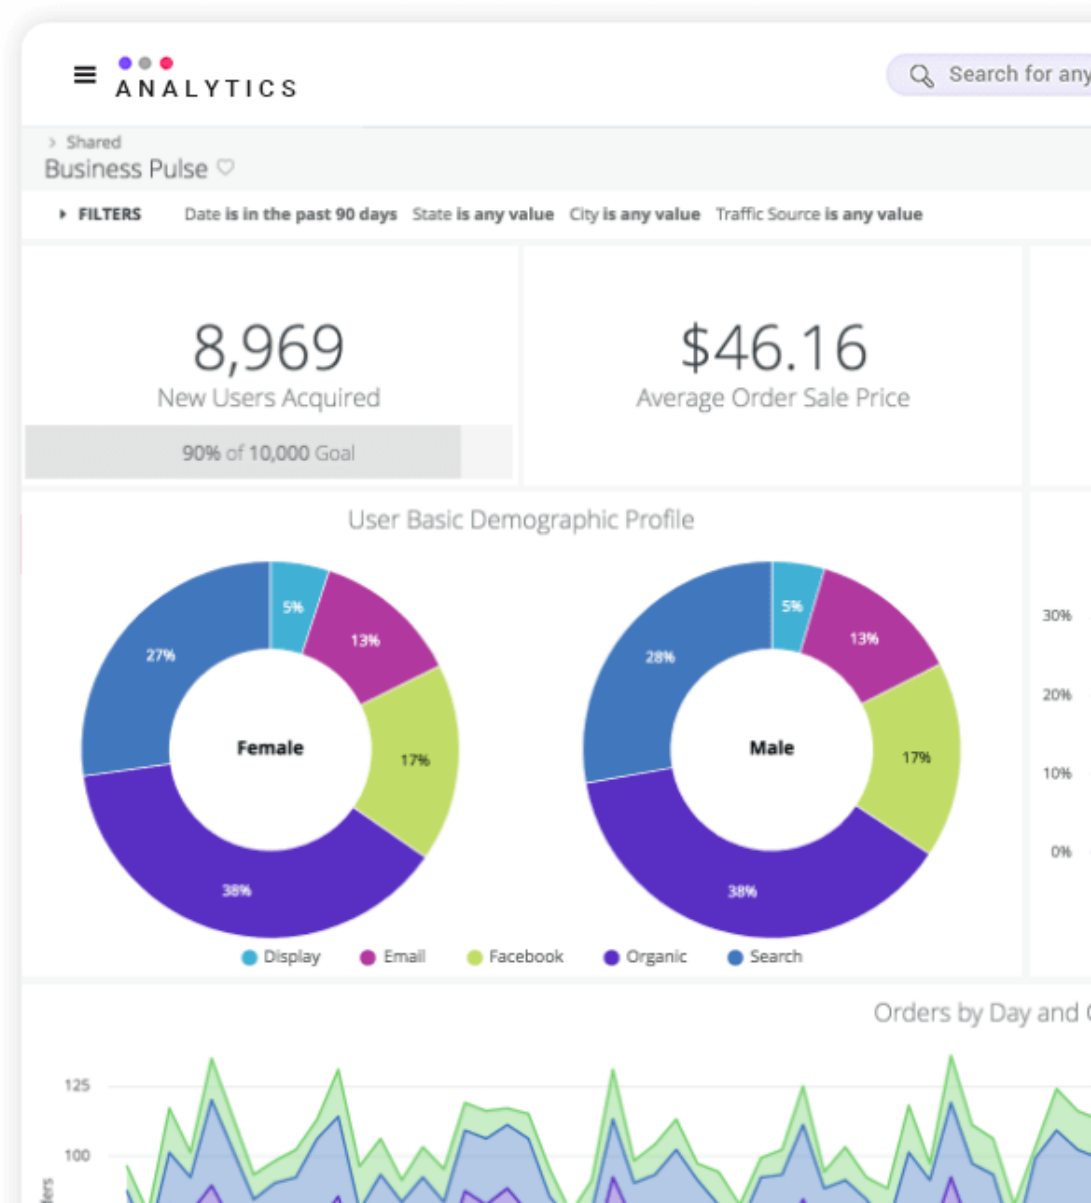 ANALYTICS
Search for any
Shared
Business Pulse
FILTERS Date is in the past 90 days State is any value City is any value Traffic Source is any value
8,969
New Users Acquired
90% of 10,000 Goal
$46.16
Average Order Sale Price
User Basic Demographic Profile
5%
13%
27%
Female
17%
38%
5%
13%
28%
Male
17%
38%
Display Email Facebook Organic Search
30%
20%
10%
0%
Orders by Day and
125
100